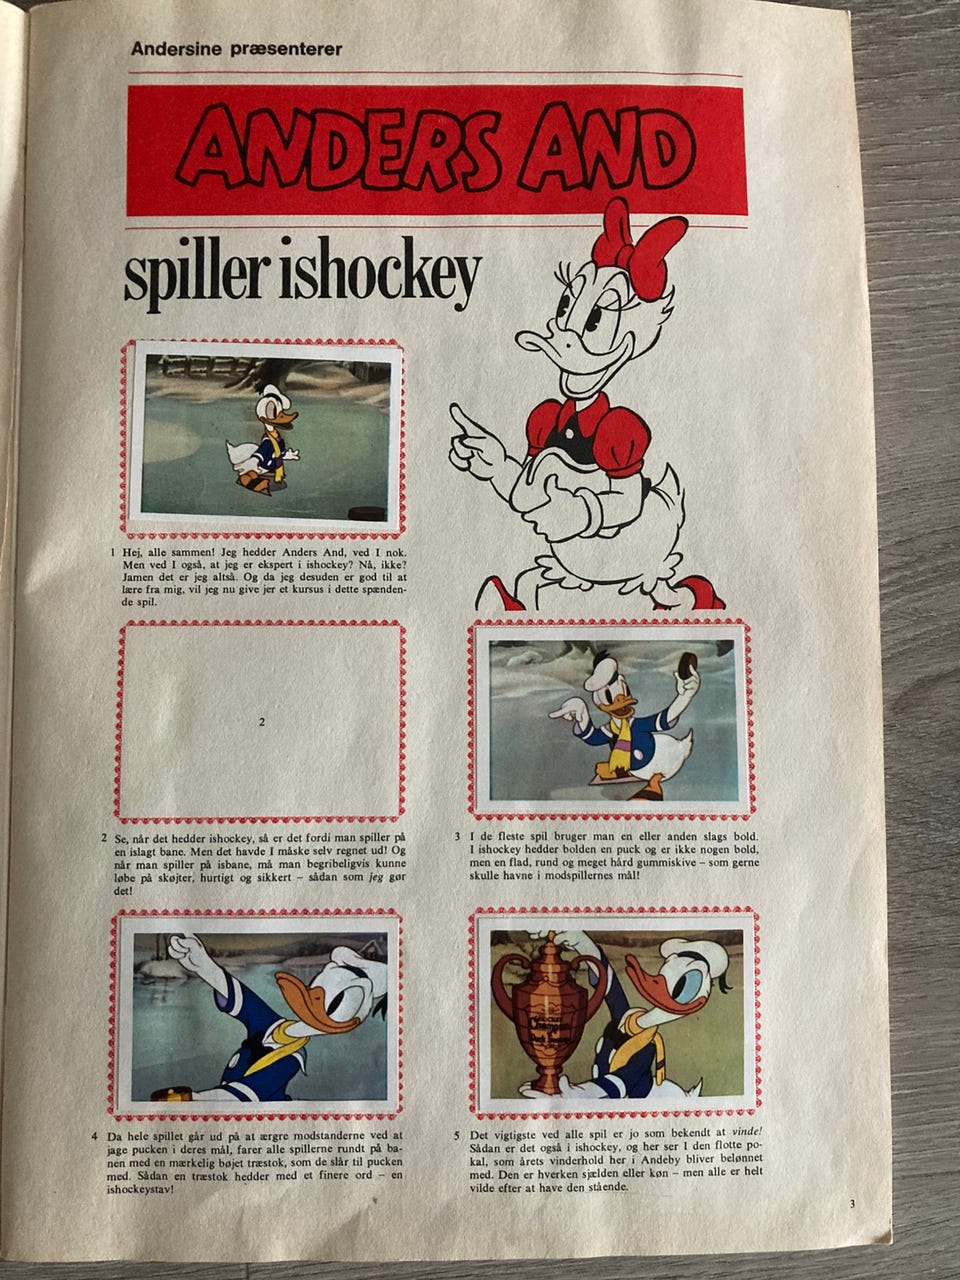 Andersine præsenterer
ANDERS AND
spiller ishockey
1 Hej, alle sammen! Jeg hedder Anders And, ved I nok.
Men ved I også, at jeg er ekspert i ishockey? Nå, ikke?
Jamen det er jeg altså. Og da jeg desuden er god til at
lære fra mig, vil jeg nu give jer et kursus i dette spænden-
de spil.
2
2 Se, når det hedder ishockey, så er det fordi man spiller på
en islagt bane. Men det havde I måske selv regnet ud! Og
når man spiller på isbane, må man begribeligvis kunne
løbe på skøjter, hurtigt og sikkert – sådan som jeg gør
det!
3 I de fleste spil bruger man en eller anden slags bold.
I ishockey hedder bolden en puck og er ikke nogen bold,
men en flad, rund og meget hård gummiskive – som gerne
skulle havne i modspillernes mål!
4 Da hele spillet går ud på at ærgre modstanderne ved at
jage pucken i deres mål, farer alle spillerne rundt på ba-
nen med en mærkelig bøjet træstok, som de slår til pucken
med. Sådan en træstok hedder med et finere ord – en
ishockeystav!
HOCKEY
Champion
Duck
5 Det vigtigste ved alle spil er jo som bekendt at vinde!
Sådan er det også i ishockey, og her ser I den flotte po-
kal, som årets vinderhold her i Andeby bliver belønnet
med. Den er hverken sjælden eller køn – men alle er helt
vilde efter at have den stående.
3